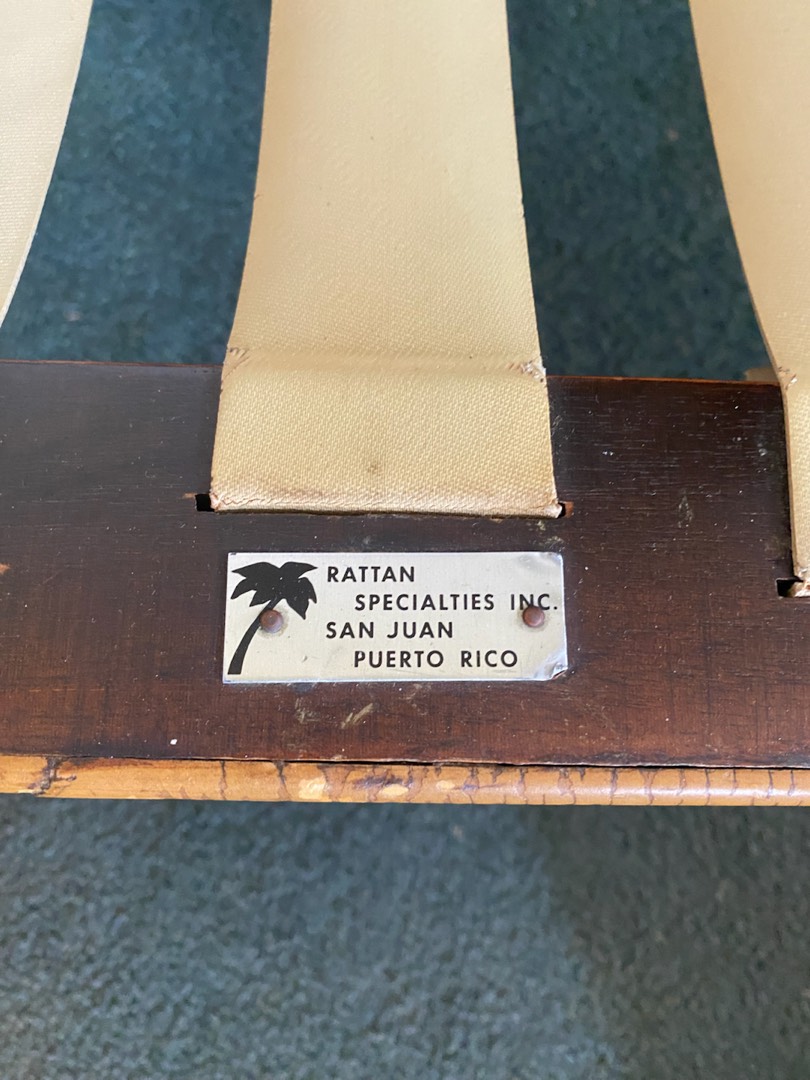 RATTAN
SPECIALTIES INC.
SAN JUAN
PUERTO RICO